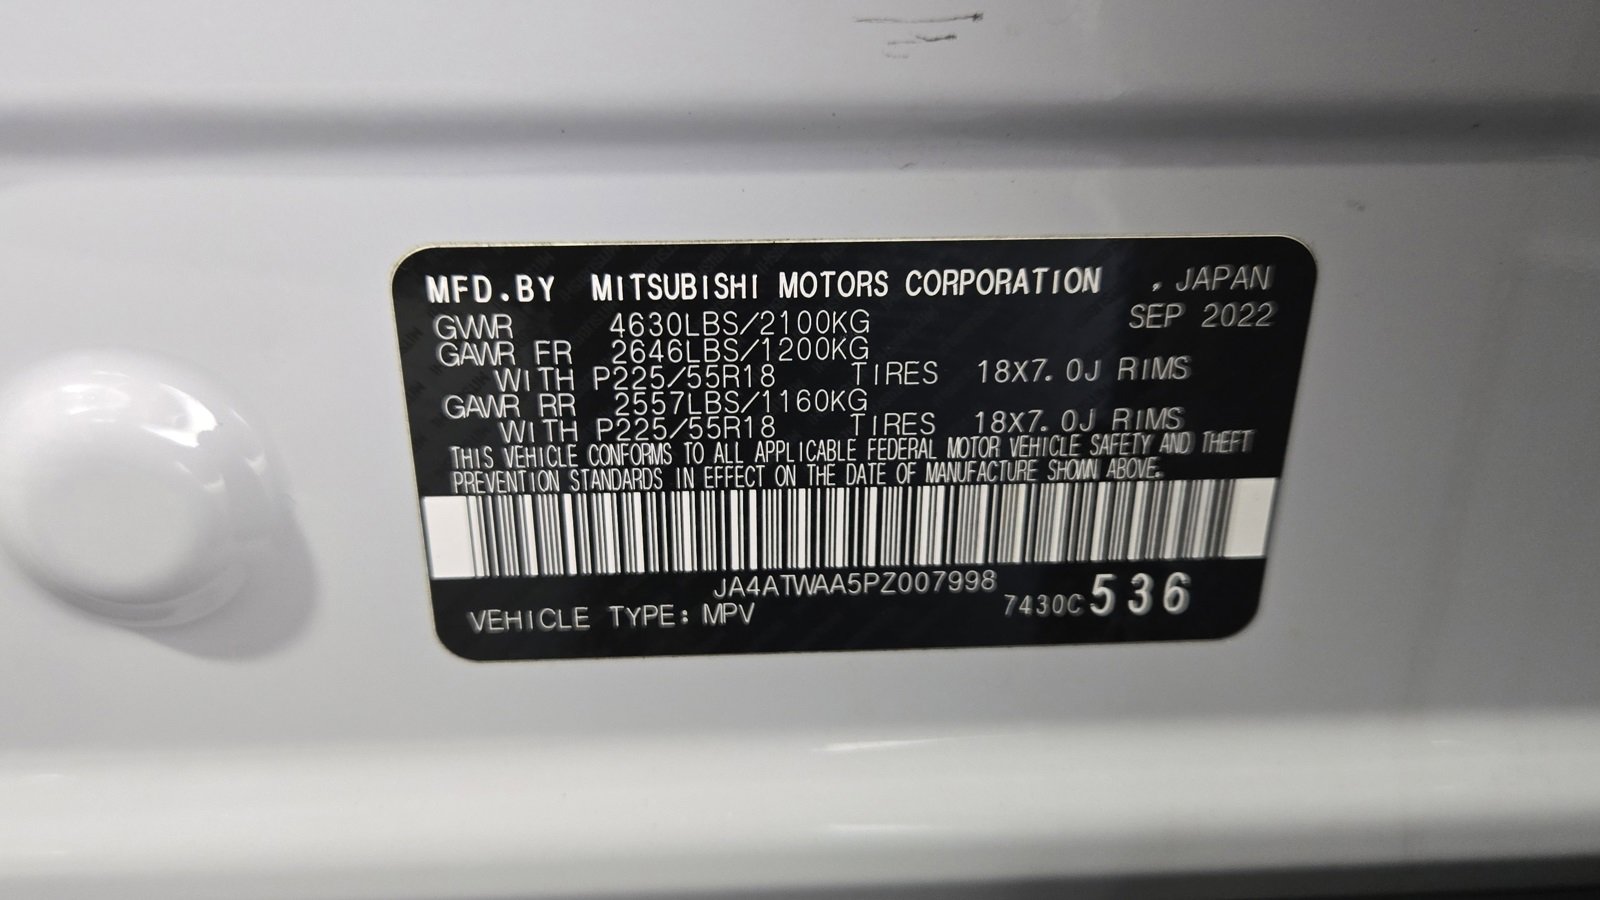 MFD.BY MITSUBISHI MOTORS CORPORATION , JAPAN
SEP 2022
GVWR 4630LBS/2100KG
GAWR FR 2646LBS/1200KG
WITH P225/55R18 TIRES 18X7.0J RIMS
GAWR RR 2557LBS/1160KG
WITH P225/55R18 TIRES 18X7.0J RIMS
THIS VEHICLE CONFORMS TO ALL APPLICABLE FEDERAL MOTOR VEHICLE SAFETY AND THEFT
PREVENTION STANDARDS IN EFFECT ON THE DATE OF MANUFACTURE SHOWN ABOVE.
JA4ATWAA5PZ007998
VEHICLE TYPE: MPV 7430C 536